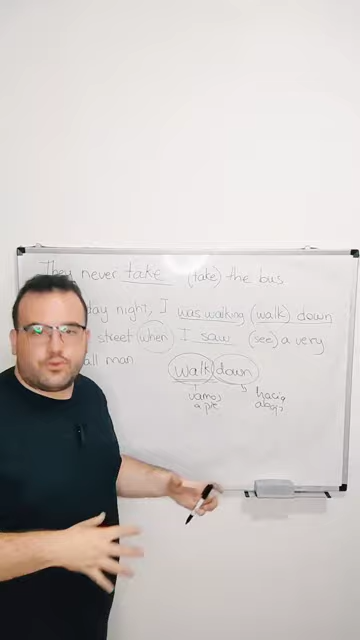 They never take (take) the bus
day night, I was walking (walk) down
street (when) I saw (see) a very
all man
walk down
vamos hacia
a pie abajo